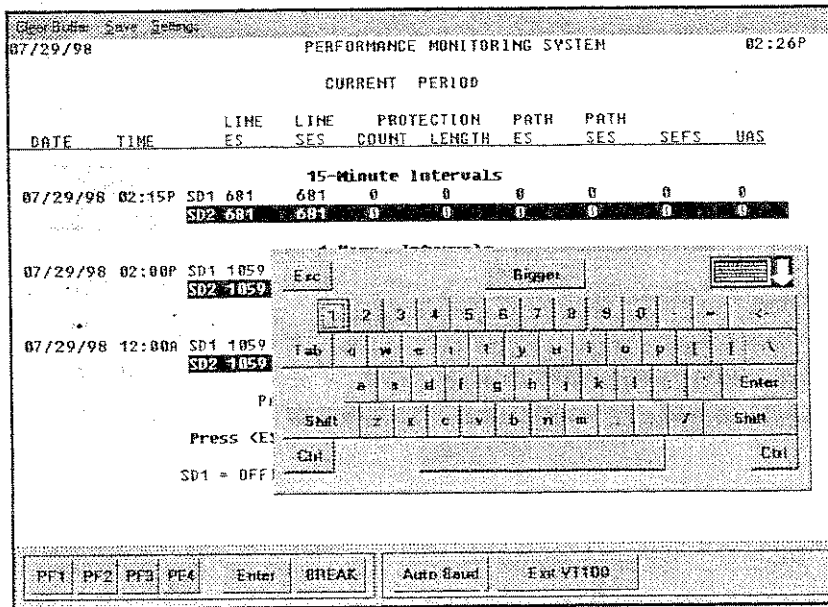 Clear Buffer Save Settings
07/29/98 PERFORMANCE MONITORING SYSTEM 02:26P
CURRENT PERIOD
LINE LINE PROTECTION PATH PATH
DATE TIME ES SES COUNT LENGTH ES SES SEFS UAS
15-Minute Intervals
07/29/98 02:15P SD1 681 681 0 0 0 0 0 0
SD2 681 681 0 0 0 0 0 0
Intervals
07/29/98 02:00P SD1 1059
SD2 1059
07/29/98 12:00A SD1 1059
SD2 1059
Press <ES
SD1 = OFF
Esc Bigger
1 2 3 4 5 6 7 8 9 0 - = <-
Tab q w e r t y u i o p [ ] \
a s d f g h j k l ; ' Enter
Shift z x c v b n m , . / Shift
Ctrl Ctrl
PF1 PF2 PF3 PF4 Enter BREAK Auto Baud Exit VT100